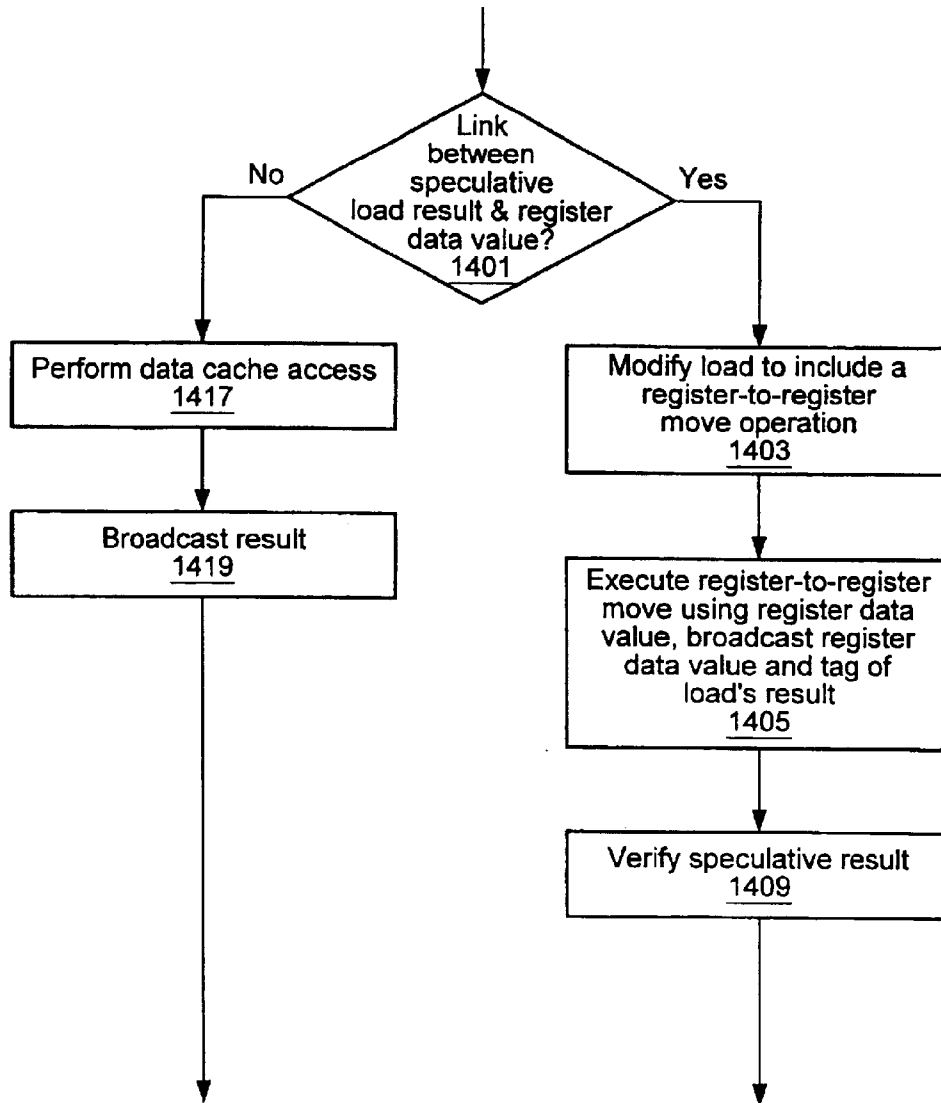 Link
between
speculative
load result & register
data value?
1401
No
Yes
Perform data cache access
1417
Broadcast result
1419
Modify load to include a
register-to-register
move operation
1403
Execute register-to-register
move using register data
value, broadcast register
data value and tag of
load's result
1405
Verify speculative result
1409